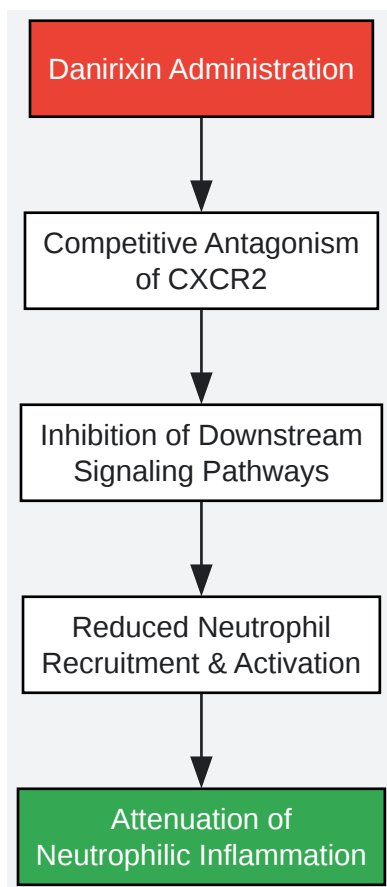 Danirixin Administration
Competitive Antagonism
of CXCR2
Inhibition of Downstream
Signaling Pathways
Reduced Neutrophil
Recruitment & Activation
Attenuation of
Neutrophilic Inflammation